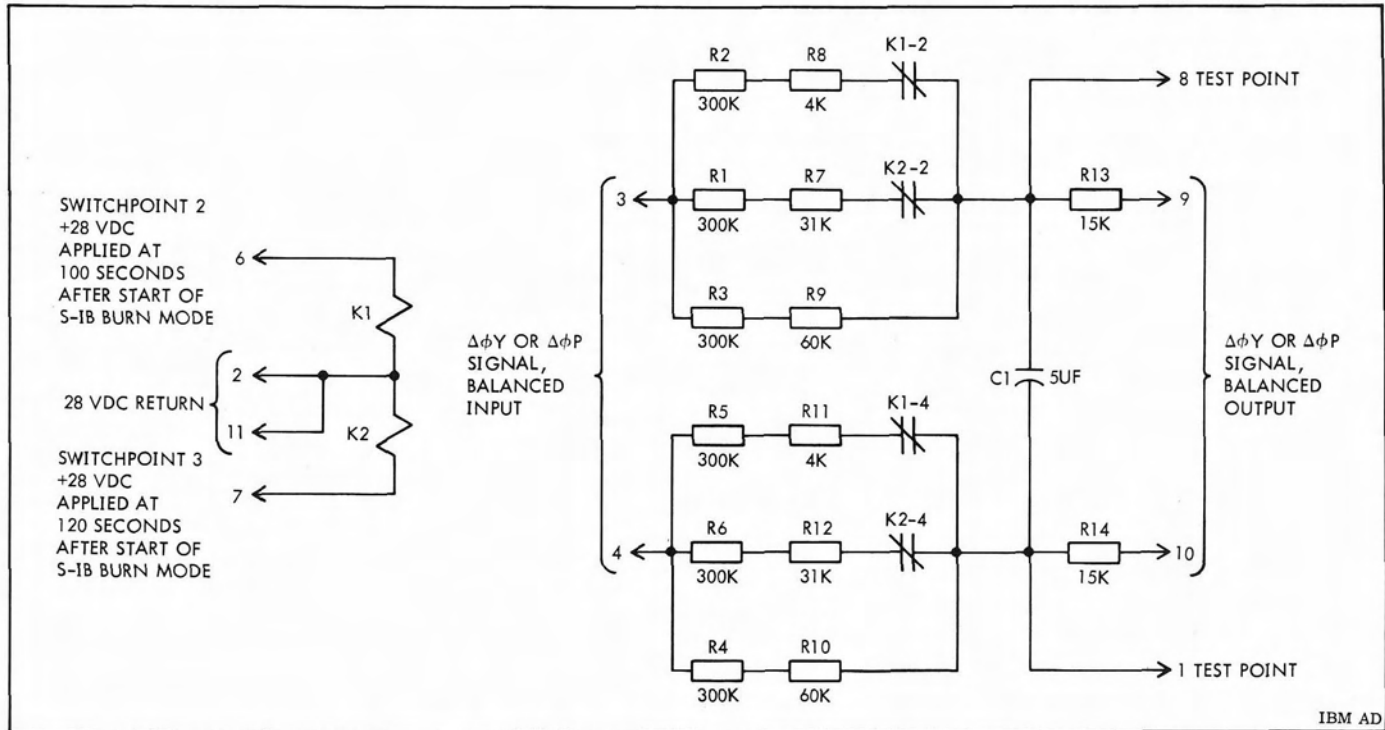 SWITCHPOINT 2
+28 VDC
APPLIED AT
100 SECONDS
AFTER START OF
S-IB BURN MODE
6
K1
2
28 VDC RETURN
11
K2
SWITCHPOINT 3
+28 VDC
APPLIED AT
120 SECONDS
AFTER START OF
S-IB BURN MODE
7
ΔϕY OR ΔϕP
SIGNAL,
BALANCED
INPUT
3
4
R2
300K
R8
4K
K1-2
R1
300K
R7
31K
K2-2
R3
300K
R9
60K
R5
300K
R11
4K
K1-4
R6
300K
R12
31K
K2-4
R4
300K
R10
60K
C1
5UF
8 TEST POINT
R13
15K
9
R14
15K
10
1 TEST POINT
ΔϕY OR ΔϕP
SIGNAL,
BALANCED
OUTPUT
IBM AD